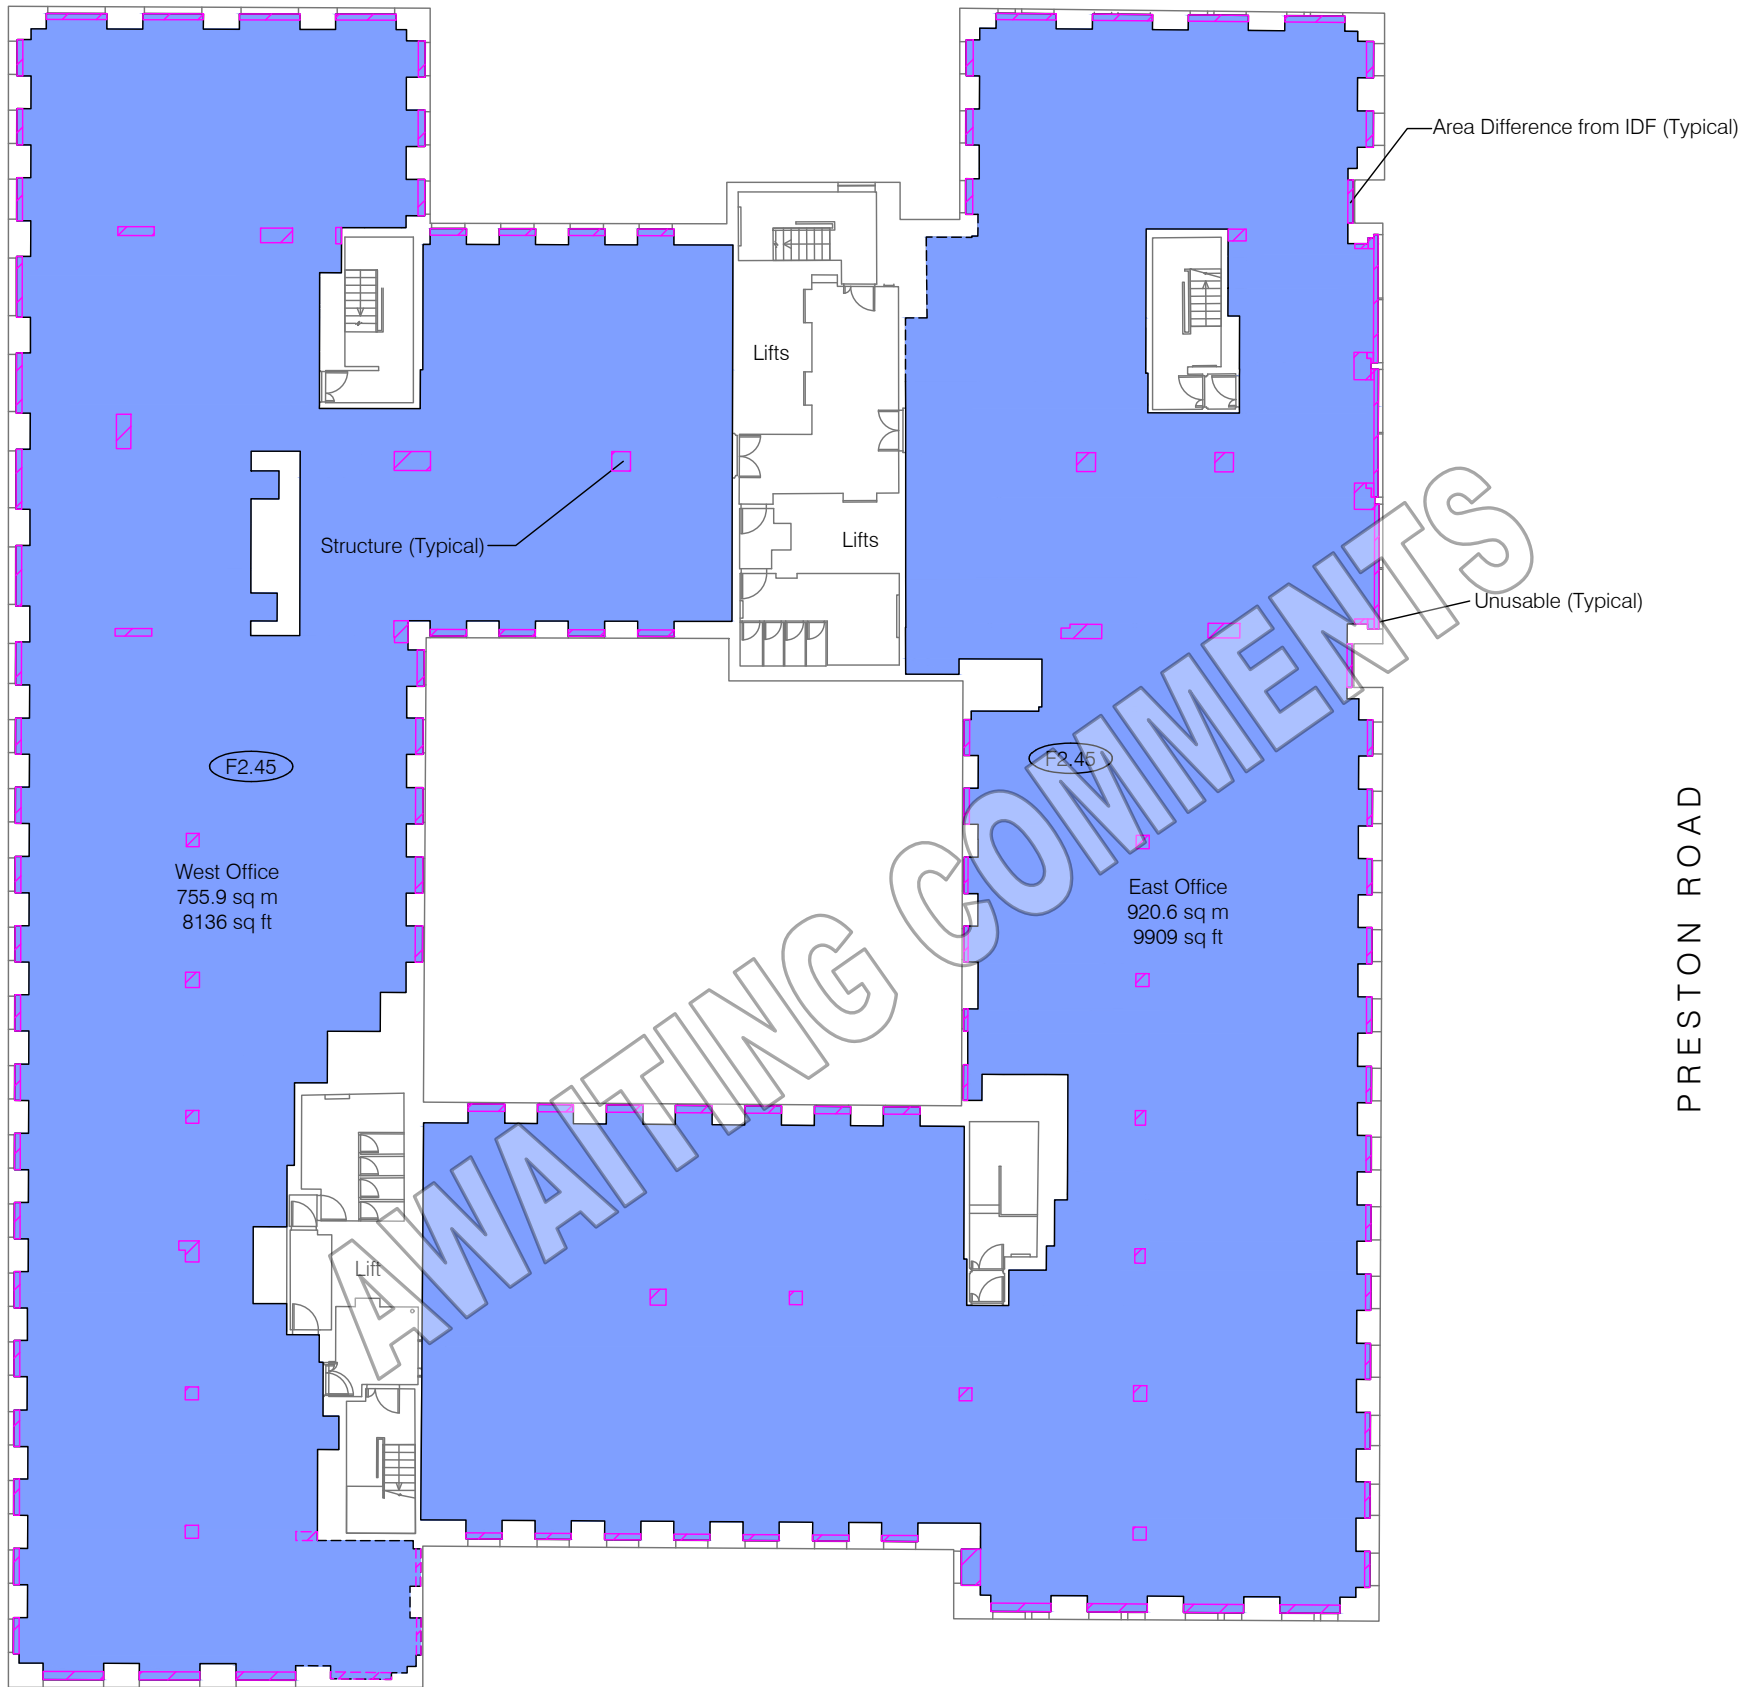 Area Difference from IDF (Typical)
Lifts
Structure (Typical)
Lifts
Unusable (Typical)
F2.45
F2.45
West Office
755.9 sq m
8136 sq ft
East Office
920.6 sq m
9909 sq ft
PRESTON ROAD
Lift
AWAITING COMMENTS